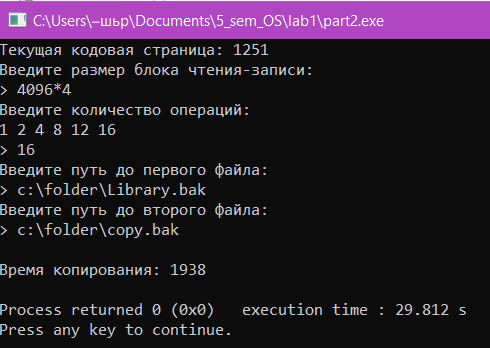 C:\Users\–шьр\Documents\5_sem_OS\lab1\part2.exe
Текущая кодовая страница: 1251
Введите размер блока чтения-записи:
> 4096*4
Введите количество операций:
1 2 4 8 12 16
> 16
Введите путь до первого файла:
> c:\folder\Library.bak
Введите путь до второго файла:
> c:\folder\copy.bak
Время копирования: 1938
Process returned 0 (0x0)   execution time : 29.812 s
Press any key to continue.